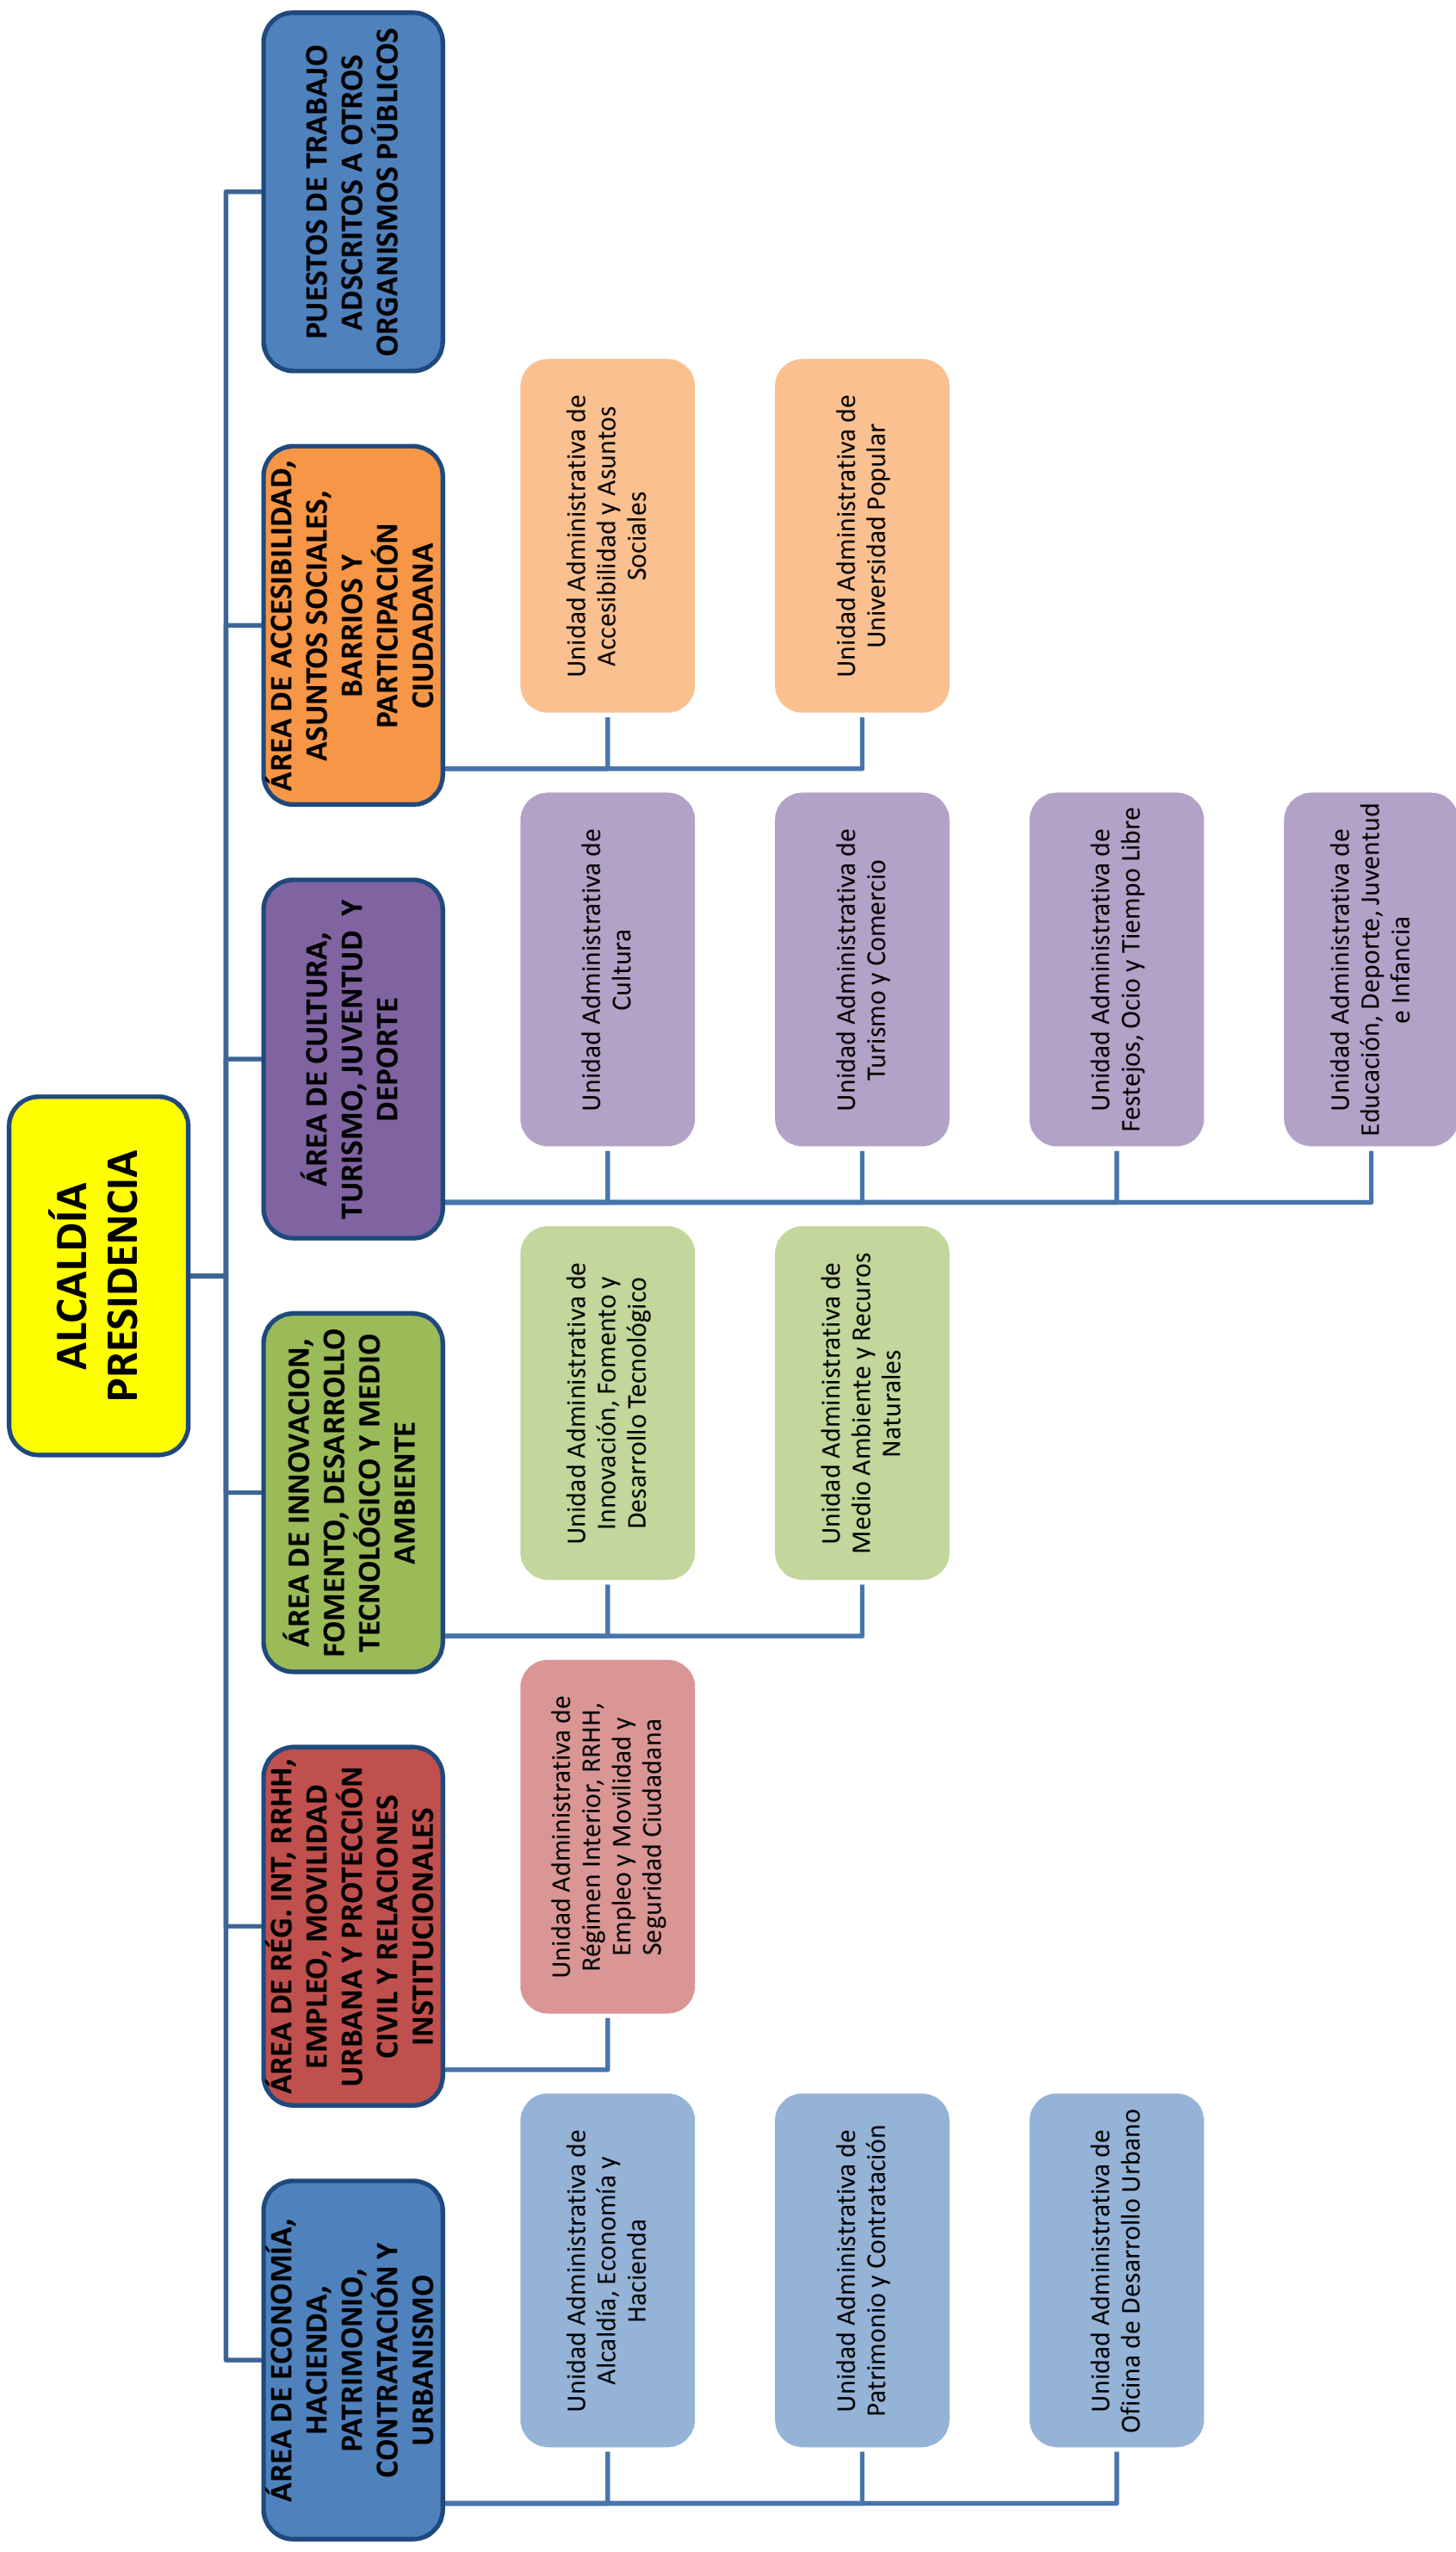 ALCALDÍA
PRESIDENCIA
ÁREA DE ECONOMÍA,
HACIENDA,
PATRIMONIO,
CONTRATACIÓN Y
URBANISMO
Unidad Administrativa de
Alcaldía, Economía y
Hacienda
Unidad Administrativa de
Patrimonio y Contratación
Unidad Administrativa de
Oficina de Desarrollo Urbano
ÁREA DE RÉG. INT, RRHH,
EMPLEO, MOVILIDAD
URBANA Y PROTECCIÓN
CIVIL Y RELACIONES
INSTITUCIONALES
Unidad Administrativa de
Régimen Interior, RRHH,
Empleo y Movilidad y
Seguridad Ciudadana
ÁREA DE INNOVACION,
FOMENTO, DESARROLLO
TECNOLÓGICO Y MEDIO
AMBIENTE
Unidad Administrativa de
Innovación, Fomento y
Desarrollo Tecnológico
Unidad Administrativa de
Medio Ambiente y Recuros
Naturales
ÁREA DE CULTURA,
TURISMO, JUVENTUD Y
DEPORTE
Unidad Administrativa de
Cultura
Unidad Administrativa de
Turismo y Comercio
Unidad Administrativa de
Festejos, Ocio y Tiempo Libre
Unidad Administrativa de
Educación, Deporte, Juventud
e Infancia
ÁREA DE ACCESIBILIDAD,
ASUNTOS SOCIALES,
BARRIOS Y
PARTICIPACIÓN
CIUDADANA
Unidad Administrativa de
Accesibilidad y Asuntos
Sociales
Unidad Administrativa de
Universidad Popular
PUESTOS DE TRABAJO
ADSCRITOS A OTROS
ORGANISMOS PÚBLICOS